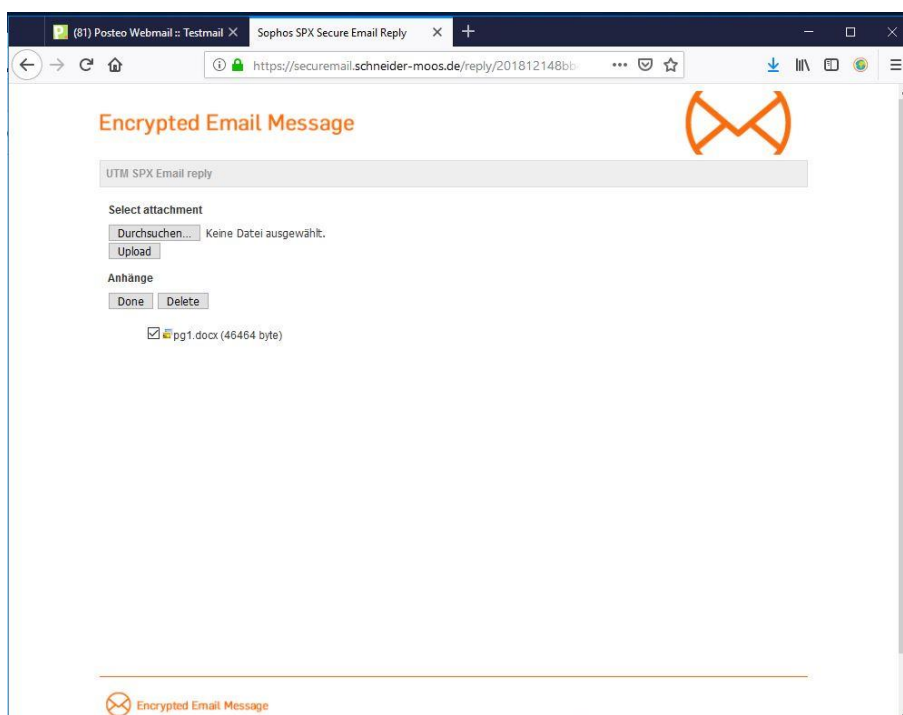 (81) Posteo Webmail :: Testmail
Sophos SPX Secure Email Reply
https://securemail.schneider-moos.de/reply/201812148bb
Encrypted Email Message
UTM SPX Email reply
Select attachment
Durchsuchen... Keine Datei ausgewählt.
Upload
Anhänge
Done Delete
pg1.docx (46464 byte)
Encrypted Email Message